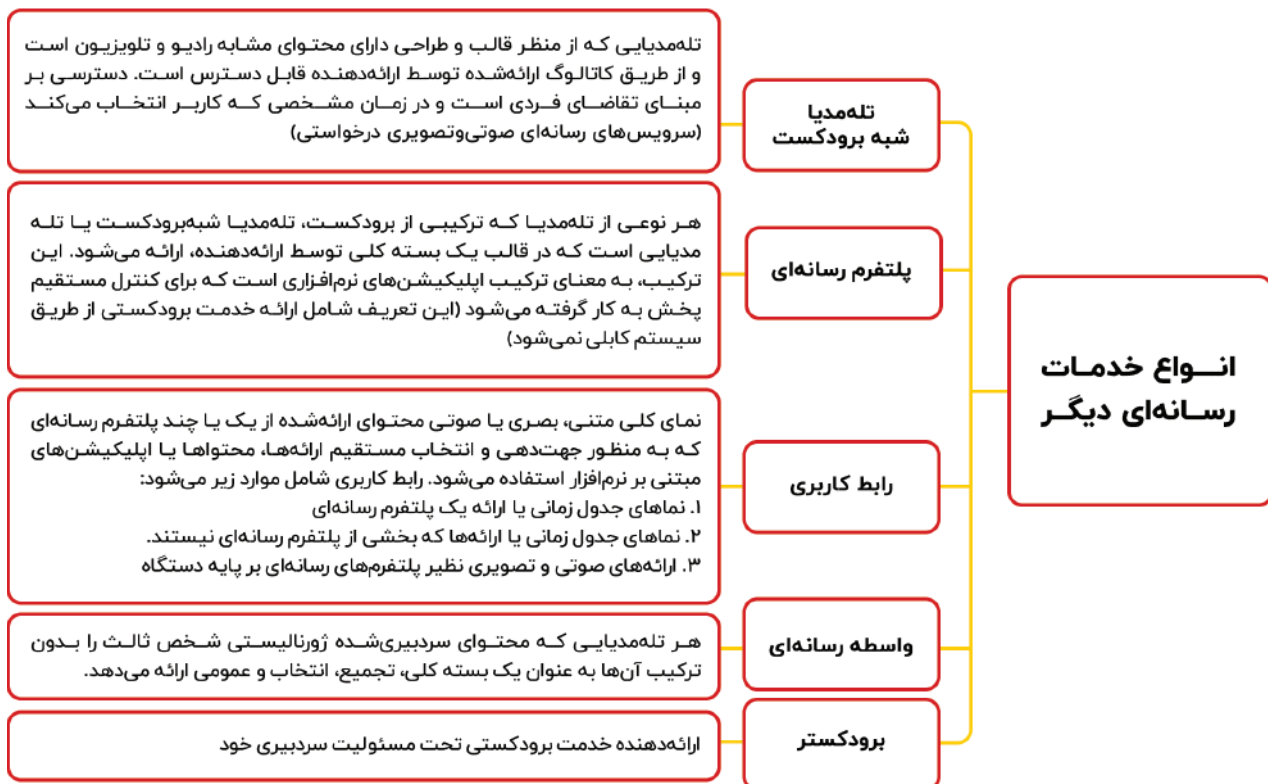 انـــواع خدمـات
رسـانه‌ای دیگـر
تله‌مدیا
شبه برودکست
تله‌مدیایی که از منظر قالب و طراحی دارای محتوای مشابه رادیو و تلویزیون است
و از طریق کاتالوگ ارائه‌شده توسط ارائه‌دهنده قابل دسترس است. دسترسی بر
مبنای تقاضای فردی است و در زمان مشخصی که کاربر انتخاب می‌کند
(سرویس‌های رسانه‌ای صوتی‌وتصویری درخواستی)
پلتفرم رسانه‌ای
هر نوعی از تله‌مدیا که ترکیبی از برودکست، تله‌مدیا شبه‌برودکست یا تله
مدیایی است که در قالب یک بسته کلی توسط ارائه‌دهنده، ارائه می‌شود. این
ترکیب، به معنای ترکیب اپلیکیشن‌های نرم‌افزاری است که برای کنترل مستقیم
پخش به کار گرفته می‌شود (این تعریف شامل ارائه خدمت برودکستی از طریق
سیستم کابلی نمی‌شود)
رابط کاربری
نمای کلی متنی، بصری یا صوتی محتوای ارائه‌شده از یک یا چند پلتفرم رسانه‌ای
که به منظور جهت‌دهی و انتخاب مستقیم ارائه‌ها، محتواها یا اپلیکیشن‌های
مبتنی بر نرم‌افزار استفاده می‌شود. رابط کاربری شامل موارد زیر می‌شود:
۱. نماهای جدول زمانی یا ارائه یک پلتفرم رسانه‌ای
۲. نماهای جدول زمانی یا ارائه‌ها که بخشی از پلتفرم رسانه‌ای نیستند.
۳. ارائه‌های صوتی و تصویری نظیر پلتفرم‌های رسانه‌ای بر پایه دستگاه
واسطه رسانه‌ای
هر تله‌مدیایی که محتوای سردبیری‌شده ژورنالیستی شخص ثالث را بدون
ترکیب آن‌ها به عنوان یک بسته کلی، تجمیع، انتخاب و عمومی ارائه می‌دهد.
برودکستر
ارائه‌دهنده خدمت برودکستی تحت مسئولیت سردبیری خود